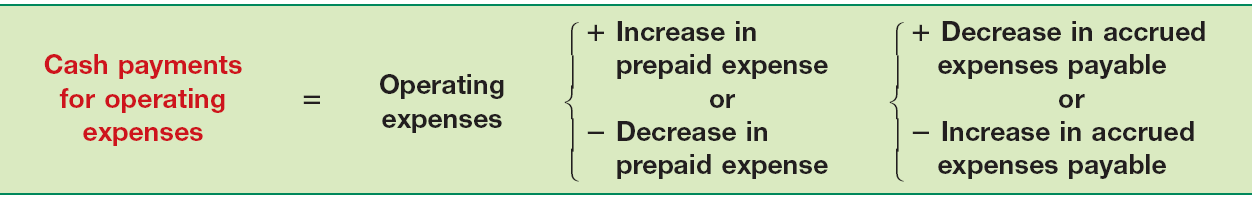 Cash payments
for operating
expenses
=
Operating
expenses
+ Increase in
prepaid expense
or
− Decrease in
prepaid expense
+ Decrease in accrued
expenses payable
or
− Increase in accrued
expenses payable